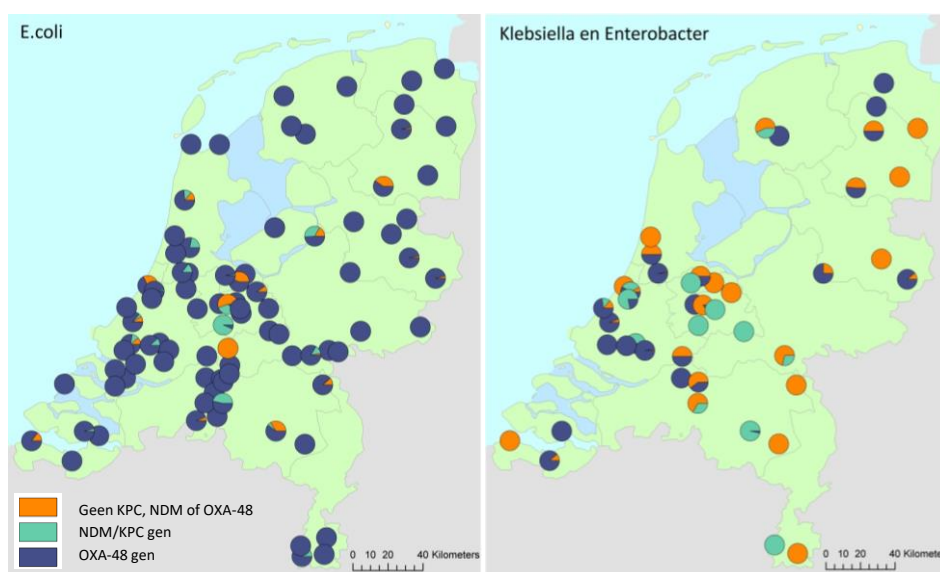 E.coli
Klebsiella en Enterobacter
Geen KPC, NDM of OXA-48
NDM/KPC gen
OXA-48 gen
0 10 20 40 Kilometers
0 10 20 40 Kilometers